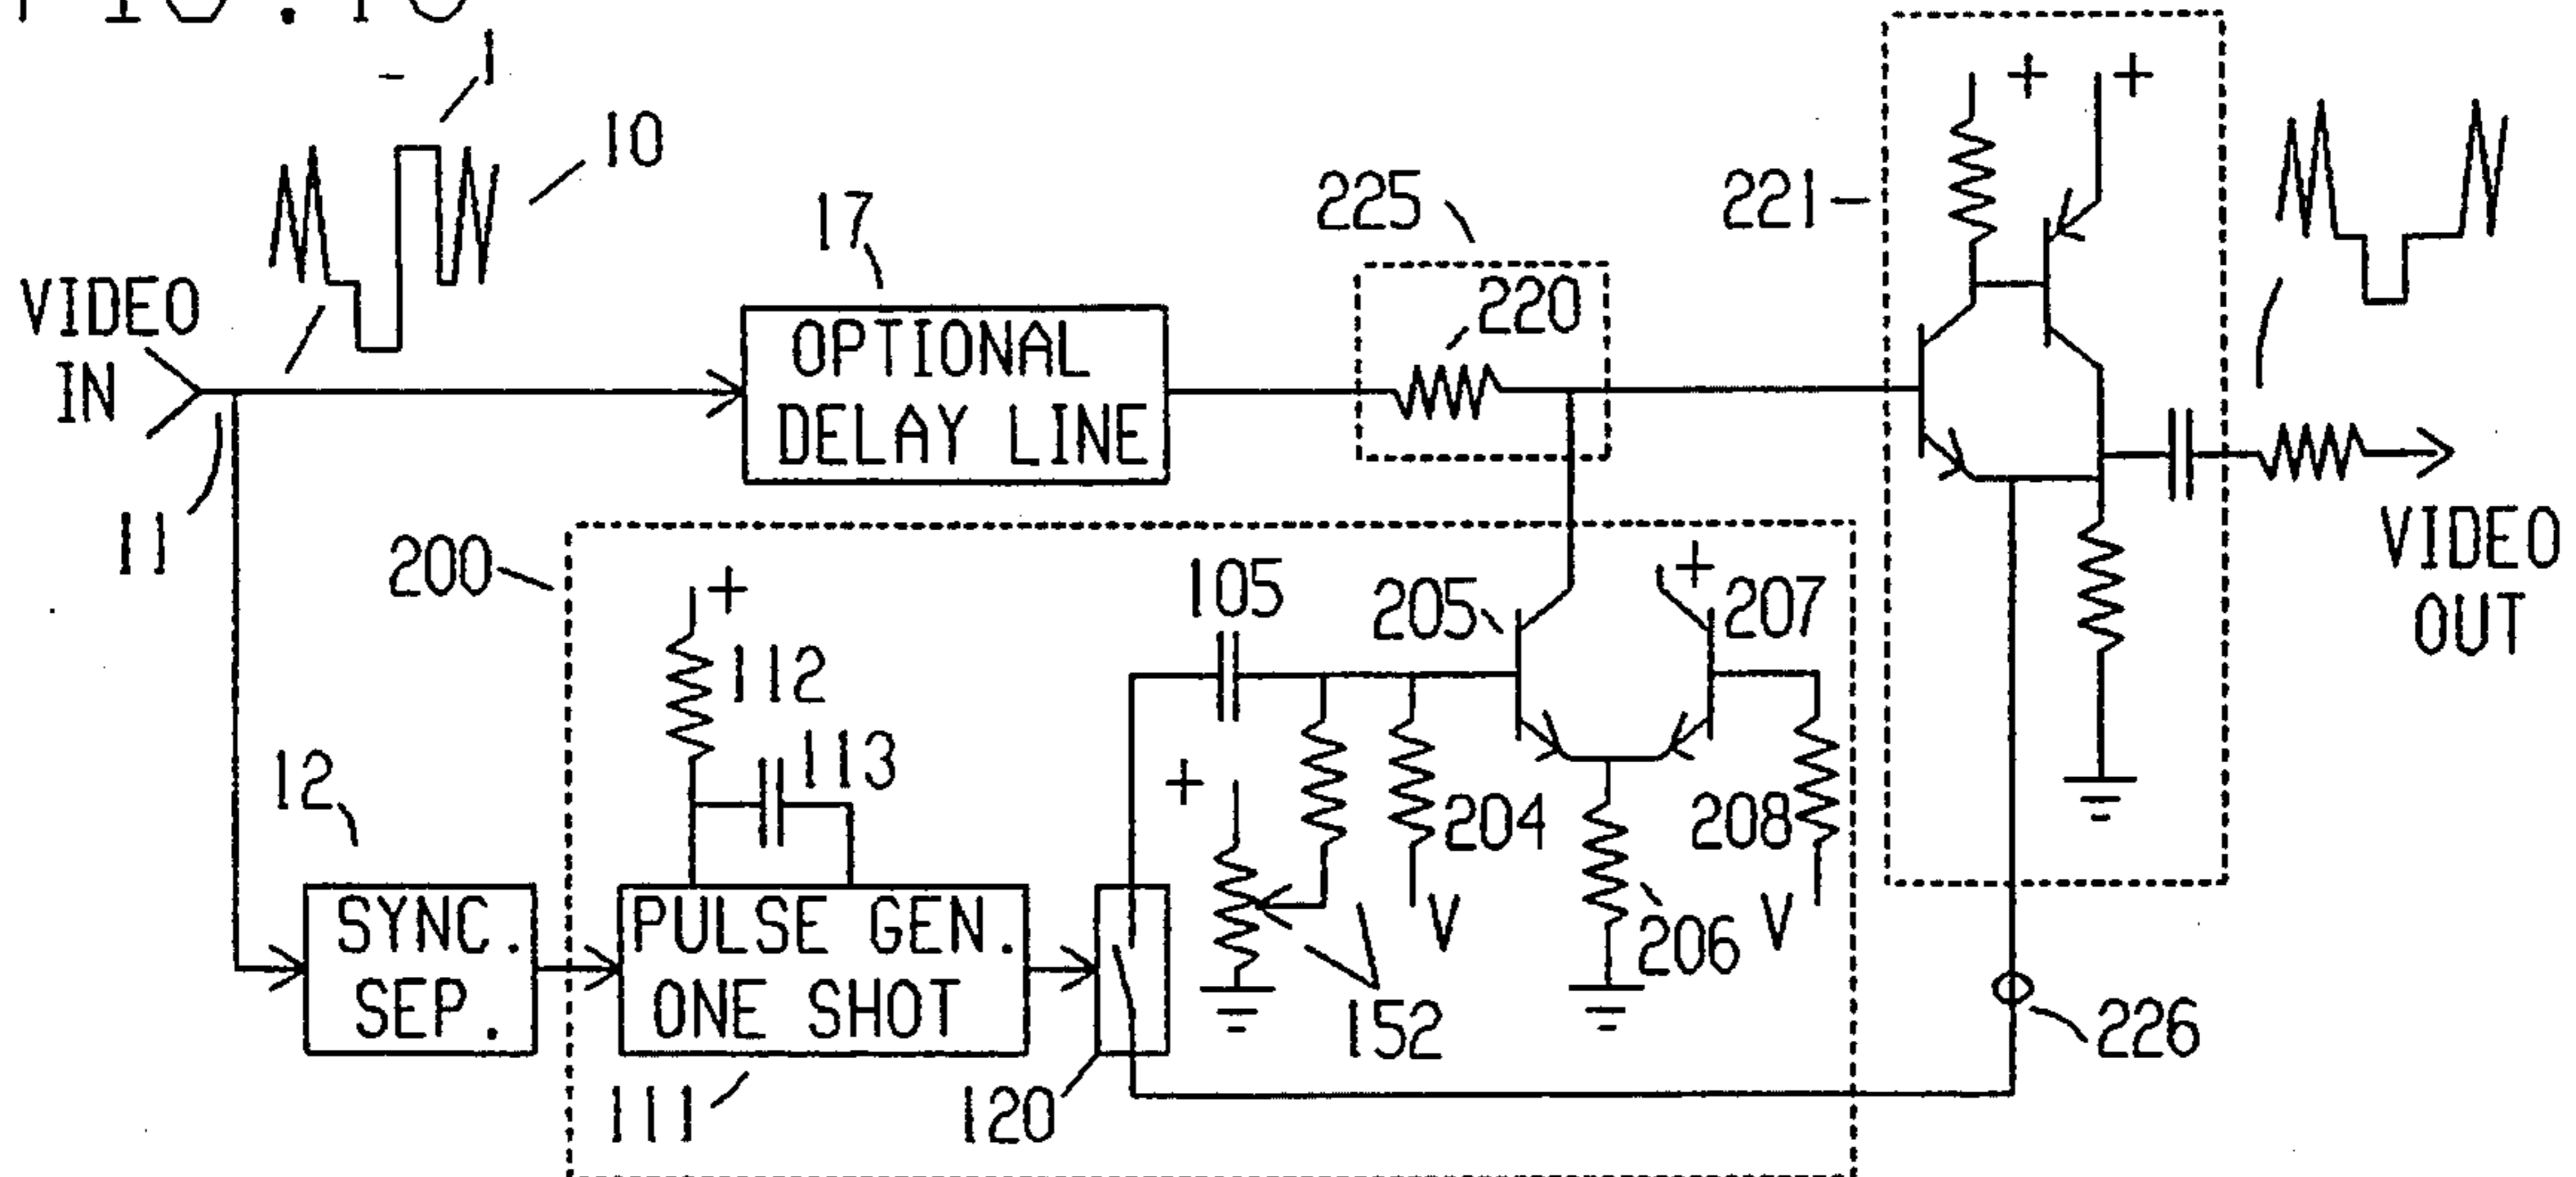 1
10
VIDEO
IN
11
17
OPTIONAL
DELAY LINE
225
220
221
+
+
VIDEO
OUT
200
+
112
113
105
205
+
207
12
SYNC.
SEP.
PULSE GEN.
ONE SHOT
111
120
+
152
204
V
206
208
V
226